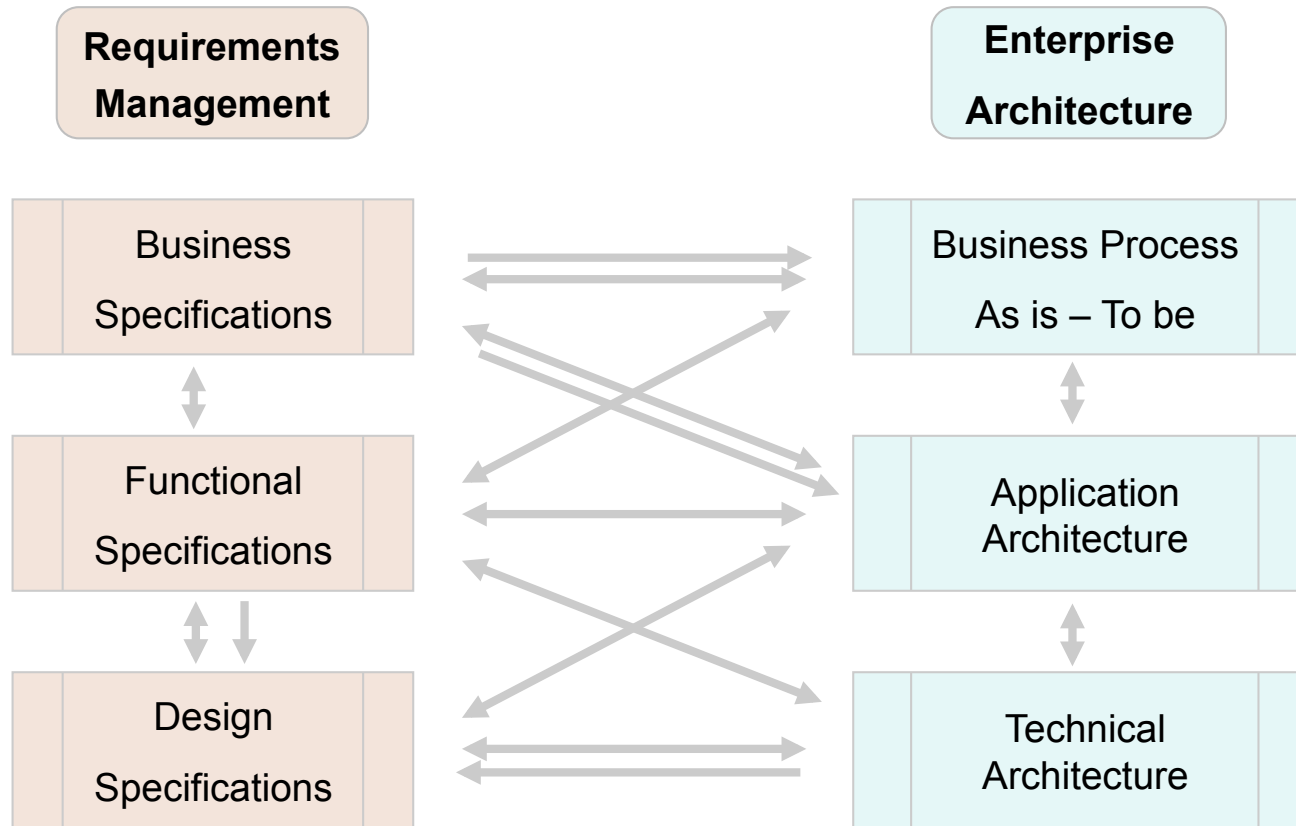 Requirements
Management
Enterprise
Architecture
Business
Specifications
Business Process
As is – To be
Functional
Specifications
Application
Architecture
Design
Specifications
Technical
Architecture